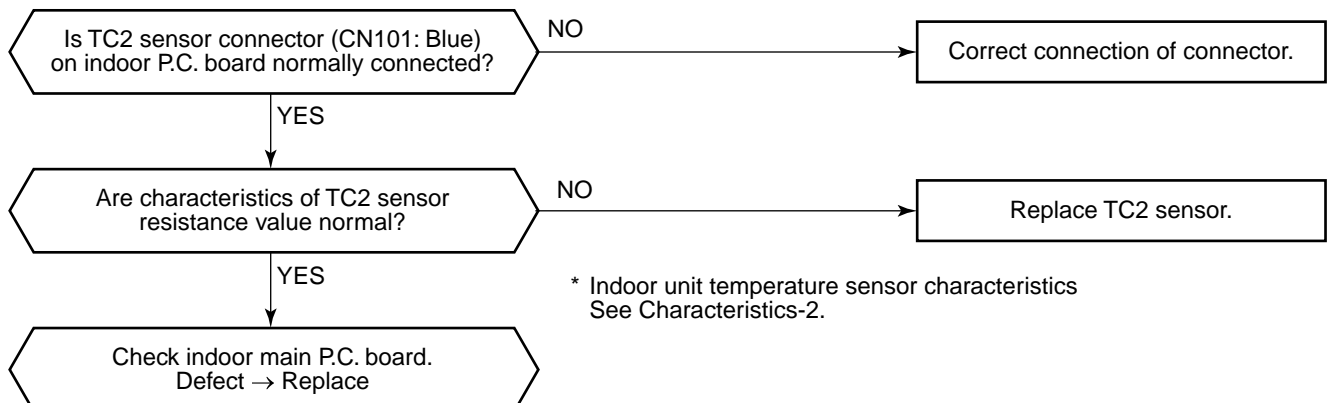 Is TC2 sensor connector (CN101: Blue)
on indoor P.C. board normally connected?
NO
Correct connection of connector.
YES
Are characteristics of TC2 sensor
resistance value normal?
NO
Replace TC2 sensor.
YES
* Indoor unit temperature sensor characteristics
See Characteristics-2.
Check indoor main P.C. board.
Defect → Replace